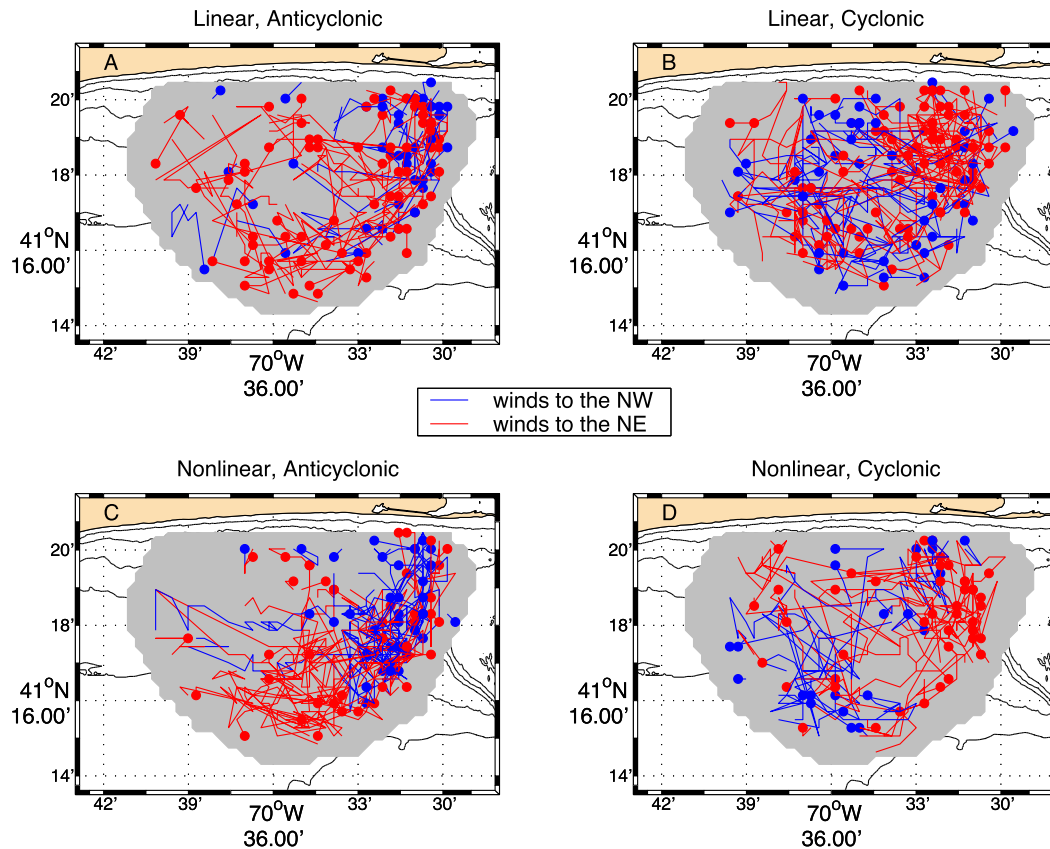 Linear, Anticyclonic
Linear, Cyclonic
A
B
20'
18'
41°N
16.00'
14'
42'
39'
70°W
36.00'
33'
30'
20'
18'
41°N
16.00'
14'
42'
39'
70°W
36.00'
33'
30'
winds to the NW
winds to the NE
Nonlinear, Anticyclonic
Nonlinear, Cyclonic
C
D
20'
18'
41°N
16.00'
14'
42'
39'
70°W
36.00'
33'
30'
20'
18'
41°N
16.00'
14'
42'
39'
70°W
36.00'
33'
30'